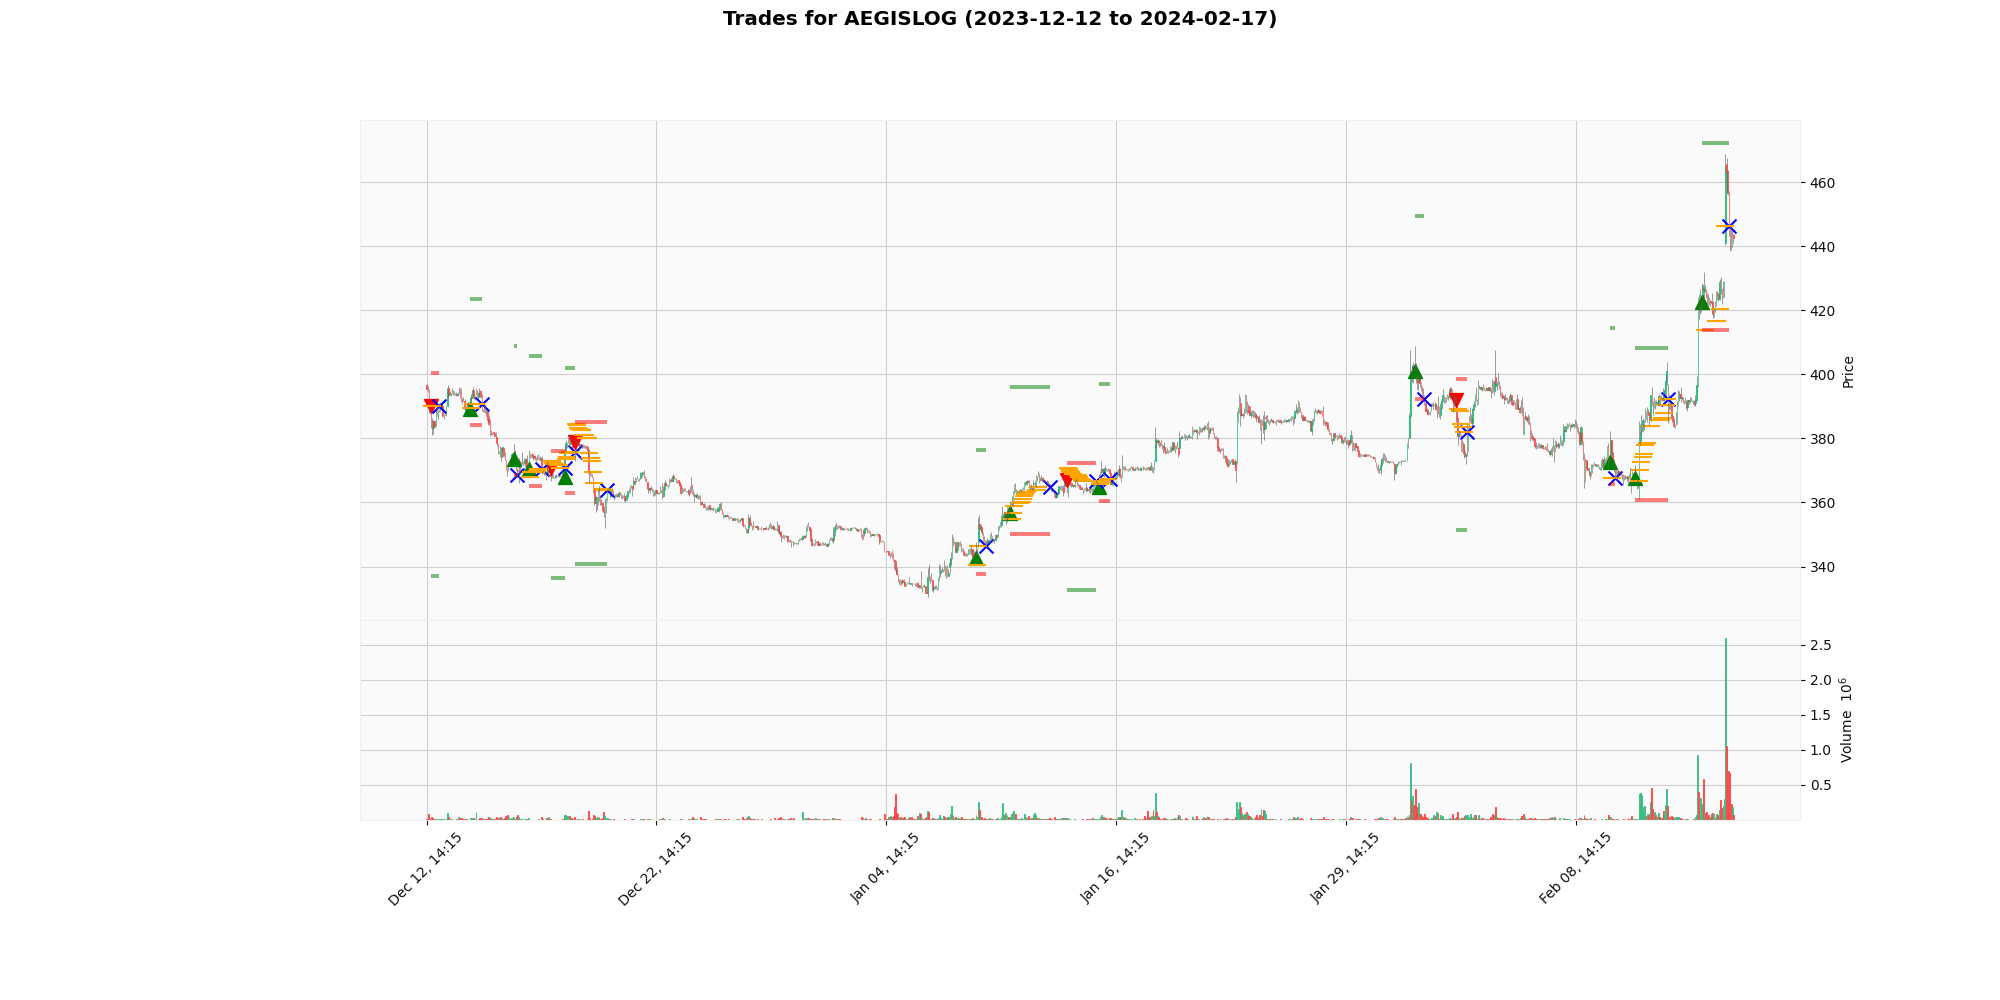 Trades for AEGISLOG (2023-12-12 to 2024-02-17)
460
440
420
400
380
360
340
Price
2.5
2.0
1.5
1.0
0.5
Volume 10⁶
Dec 12, 14:15
Dec 22, 14:15
Jan 04, 14:15
Jan 16, 14:15
Jan 29, 14:15
Feb 08, 14:15